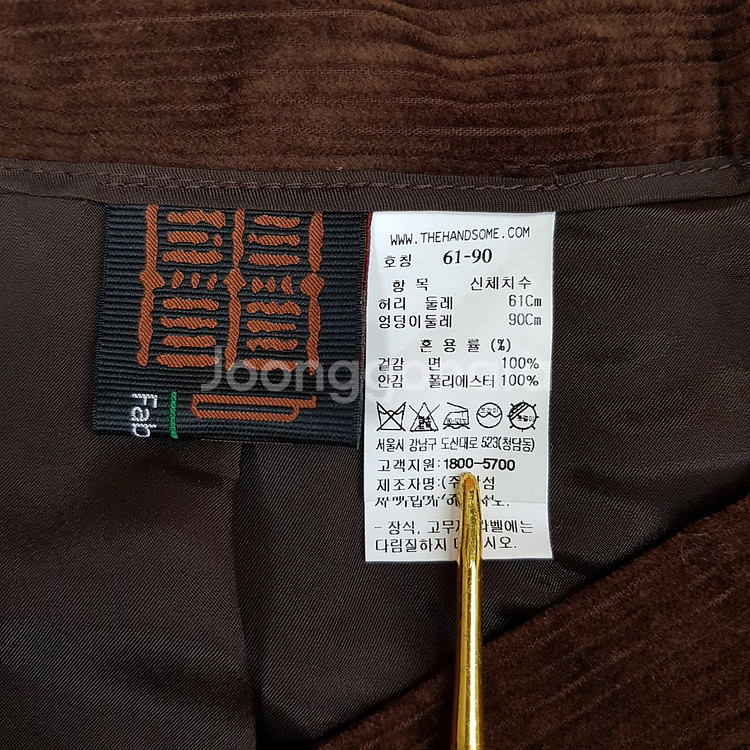 WWW.THEHANDSOME.COM
호칭 61-90
항 목 신체치수
허리 둘레 61Cm
엉덩이둘레 90Cm
혼 용 률 (%)
겉감 면 100%
안감 폴리에스터 100%
서울시 강남구 도산대로 523(청담동)
고객지원: 1800-5700
제조자명:(주
- 장식, 고무
다림질하지
Fab
Joongg